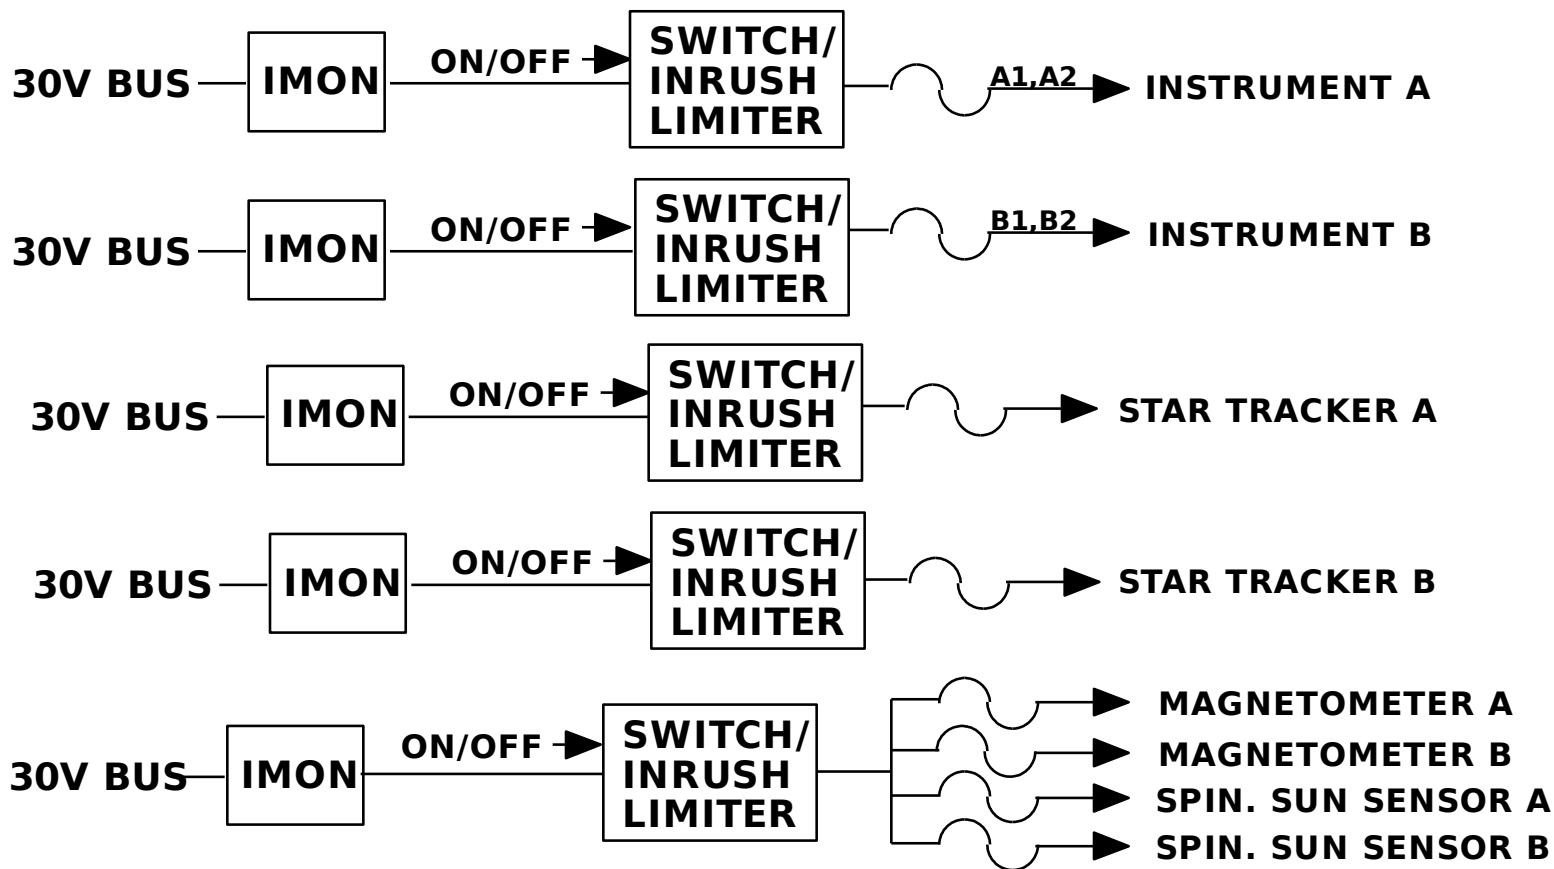 30V BUS IMON ON/OFF SWITCH/ INRUSH LIMITER A1,A2 INSTRUMENT A
30V BUS IMON ON/OFF SWITCH/ INRUSH LIMITER B1,B2 INSTRUMENT B
30V BUS IMON ON/OFF SWITCH/ INRUSH LIMITER STAR TRACKER A
30V BUS IMON ON/OFF SWITCH/ INRUSH LIMITER STAR TRACKER B
30V BUS IMON ON/OFF SWITCH/ INRUSH LIMITER
MAGNETOMETER A
MAGNETOMETER B
SPIN. SUN SENSOR A
SPIN. SUN SENSOR B